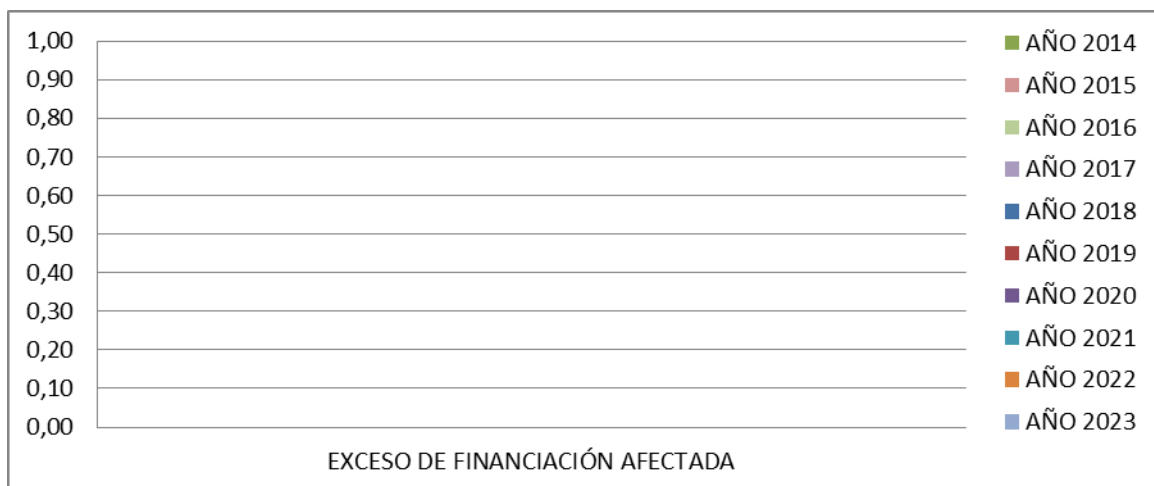 1,00
0,90
0,80
0,70
0,60
0,50
0,40
0,30
0,20
0,10
0,00
EXCESO DE FINANCIACIÓN AFECTADA
AÑO 2014
AÑO 2015
AÑO 2016
AÑO 2017
AÑO 2018
AÑO 2019
AÑO 2020
AÑO 2021
AÑO 2022
AÑO 2023